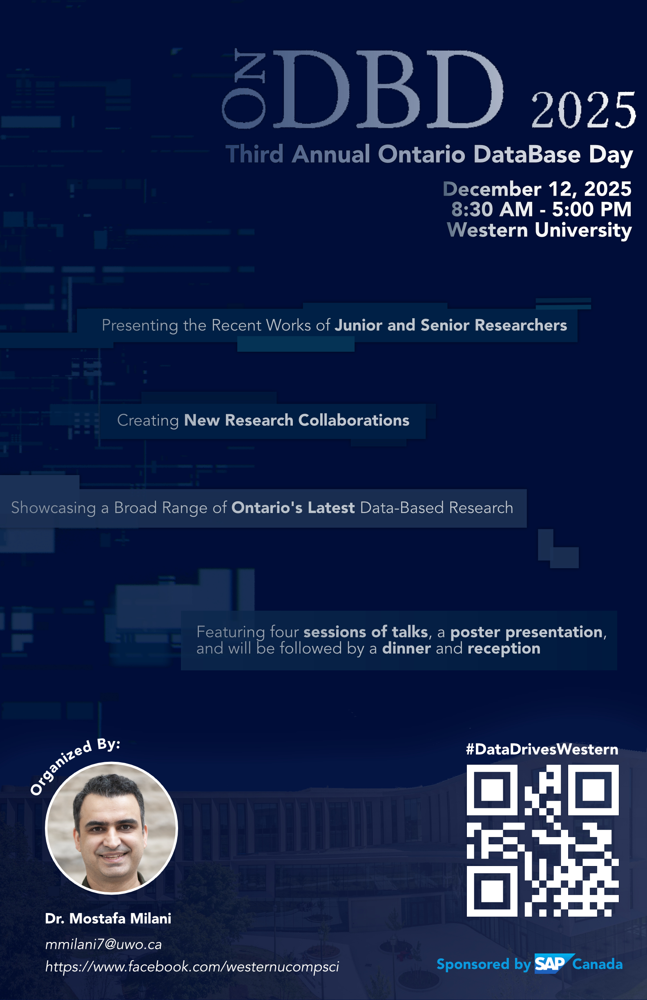 ON DBD 2025
Third Annual Ontario DataBase Day
December 12, 2025
8:30 AM - 5:00 PM
Western University
Presenting the Recent Works of Junior and Senior Researchers
Creating New Research Collaborations
Showcasing a Broad Range of Ontario's Latest Data-Based Research
Featuring four sessions of talks, a poster presentation,
and will be followed by a dinner and reception
Organized By:
Dr. Mostafa Milani
mmilani7@uwo.ca
https://www.facebook.com/westernucompsci
#DataDrivesWestern
Sponsored by SAP Canada